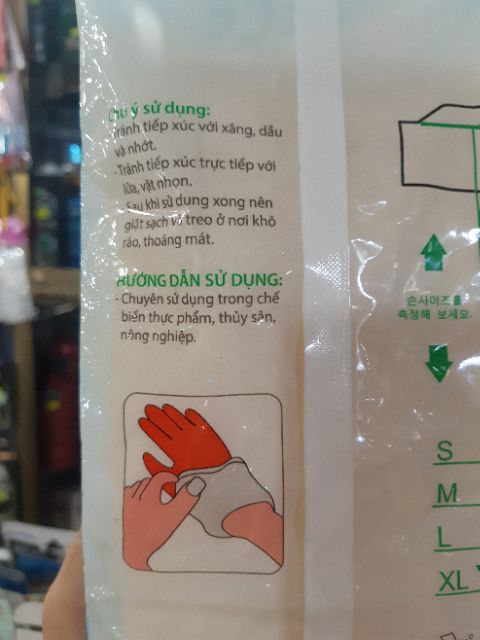 Chú ý sử dụng:
-Tránh tiếp xúc với xăng, dầu
và nhớt.
-Tránh tiếp xúc trực tiếp với
lửa, vật nhọn.
-Sau khi sử dụng xong nên
giặt sạch và treo ở nơi khô
ráo, thoáng mát.
HƯỚNG DẪN SỬ DỤNG:
- Chuyên sử dụng trong chế
biến thực phẩm, thủy sản,
nông nghiệp.
손사이즈를
측정해 보세요.
S
M
L
XL